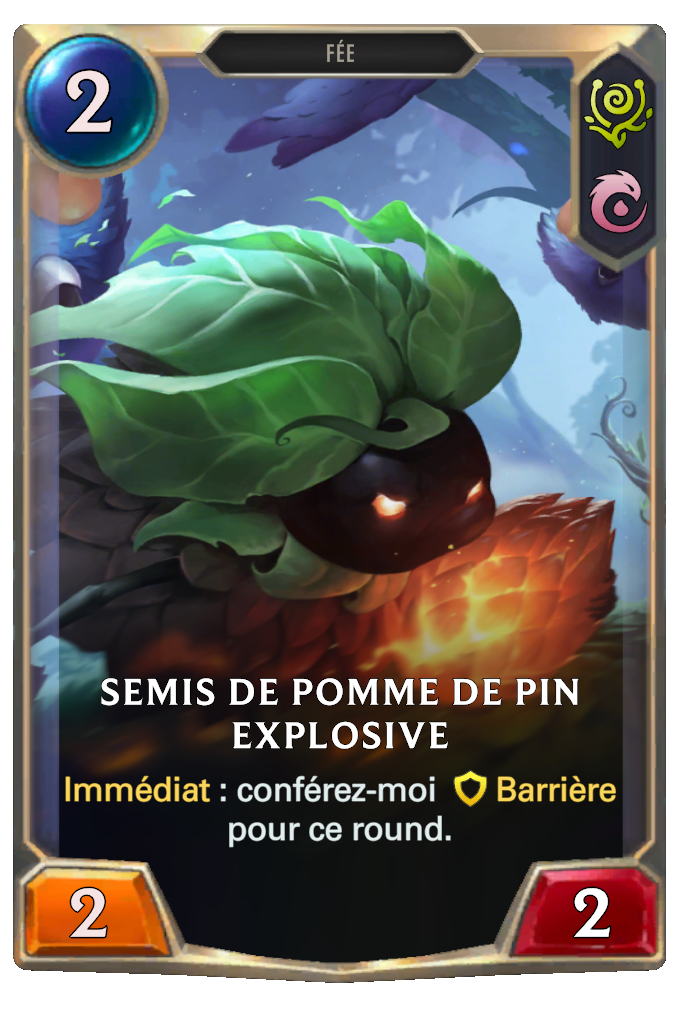 FÉE
2
SEMIS DE POMME DE PIN
EXPLOSIVE
Immédiat : conférez-moi Barrière
pour ce round.
2
2